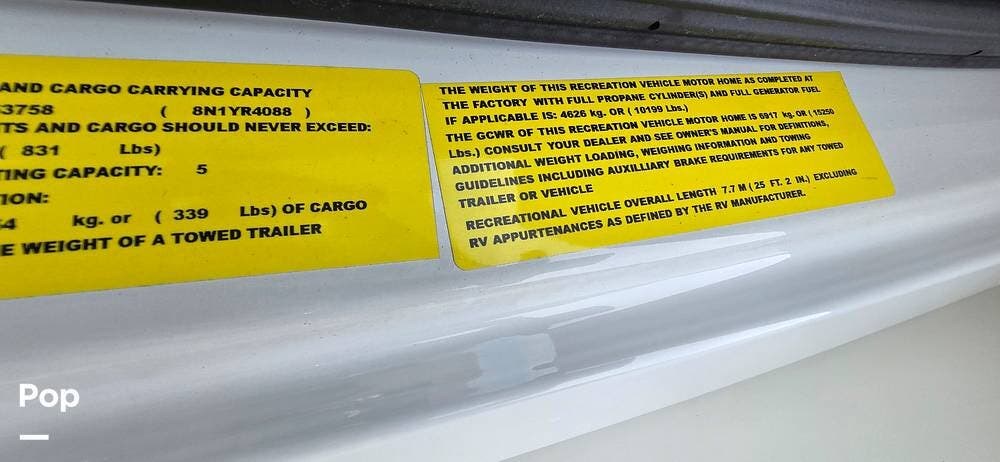 AND CARGO CARRYING CAPACITY
3758 ( 8N1YR4088 )
TS AND CARGO SHOULD NEVER EXCEED:
( 831 Lbs)
TING CAPACITY: 5
ION:
4 kg. or ( 339 Lbs) OF CARGO
E WEIGHT OF A TOWED TRAILER
THE WEIGHT OF THIS RECREATION VEHICLE MOTOR HOME AS COMPLETED AT
THE FACTORY WITH FULL PROPANE CYLINDER(S) AND FULL GENERATOR FUEL
IF APPLICABLE IS: 4626 kg. OR ( 10199 Lbs.)
THE GCWR OF THIS RECREATION VEHICLE MOTOR HOME IS 6917 kg. OR ( 15250
Lbs.) CONSULT YOUR DEALER AND SEE OWNER'S MANUAL FOR DEFINITIONS,
ADDITIONAL WEIGHT LOADING, WEIGHING INFORMATION AND TOWING
GUIDELINES INCLUDING AUXILLIARY BRAKE REQUIREMENTS FOR ANY TOWED
TRAILER OR VEHICLE
RECREATIONAL VEHICLE OVERALL LENGTH 7.7 M ( 25 FT. 2 IN.) EXCLUDING
RV APPURTENANCES AS DEFINED BY THE RV MANUFACTURER.
Pop